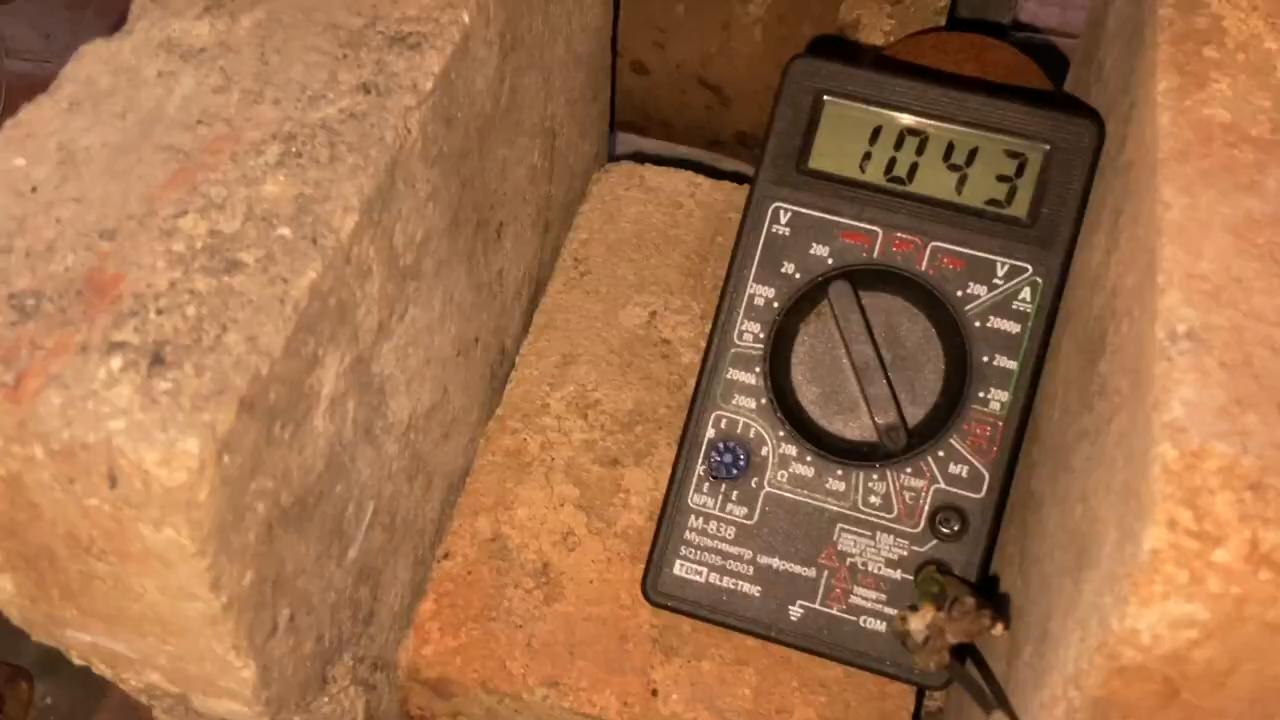 1043
V
200
20
2000
m
200
m
V
~
200
A
2000µ
20m
200
m
2000k
200k
20k
Ω
2000
200
TEMP
°C
hFE
E E
B B
C C
E E
NPN PNP
10A
M-838
Мультиметр цифровой
SQ1005-0003
TDM ELECTRIC
°CVΩmA
COM